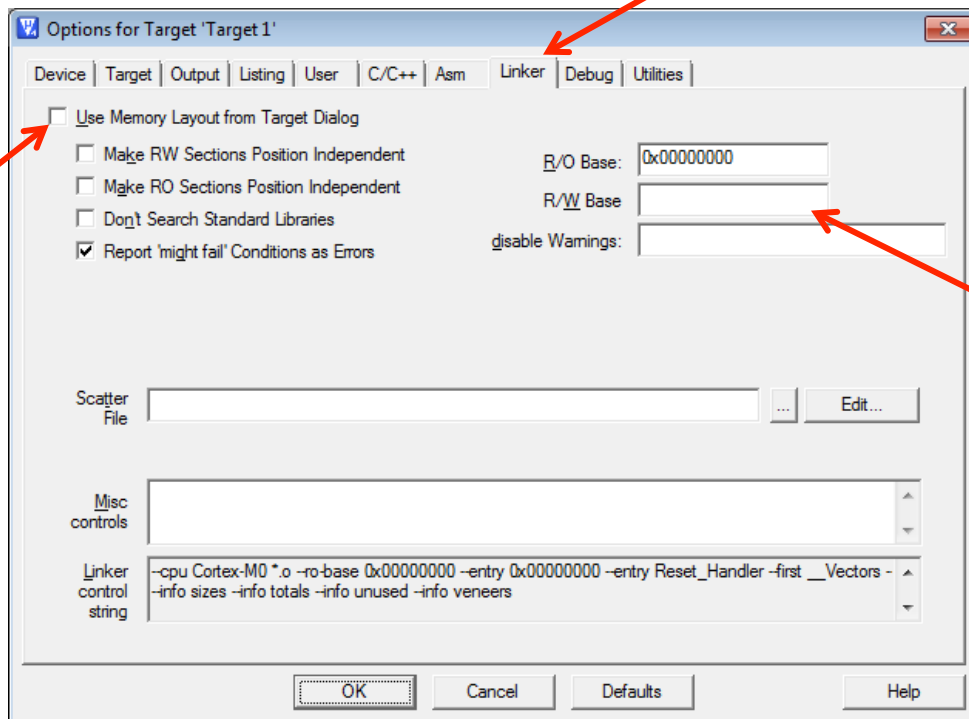 Options for Target 'Target 1'
Device Target Output Listing User C/C++ Asm Linker Debug Utilities
Use Memory Layout from Target Dialog
Make RW Sections Position Independent
Make RO Sections Position Independent
Don't Search Standard Libraries
Report 'might fail' Conditions as Errors
R/O Base: 0x00000000
R/W Base
disable Warnings:
Scatter
File
... Edit...
Misc
controls
Linker
control
string
--cpu Cortex-M0 *.o --ro-base 0x00000000 --entry 0x00000000 --entry Reset_Handler --first __Vectors -
--info sizes --info totals --info unused --info veneers
OK Cancel Defaults Help